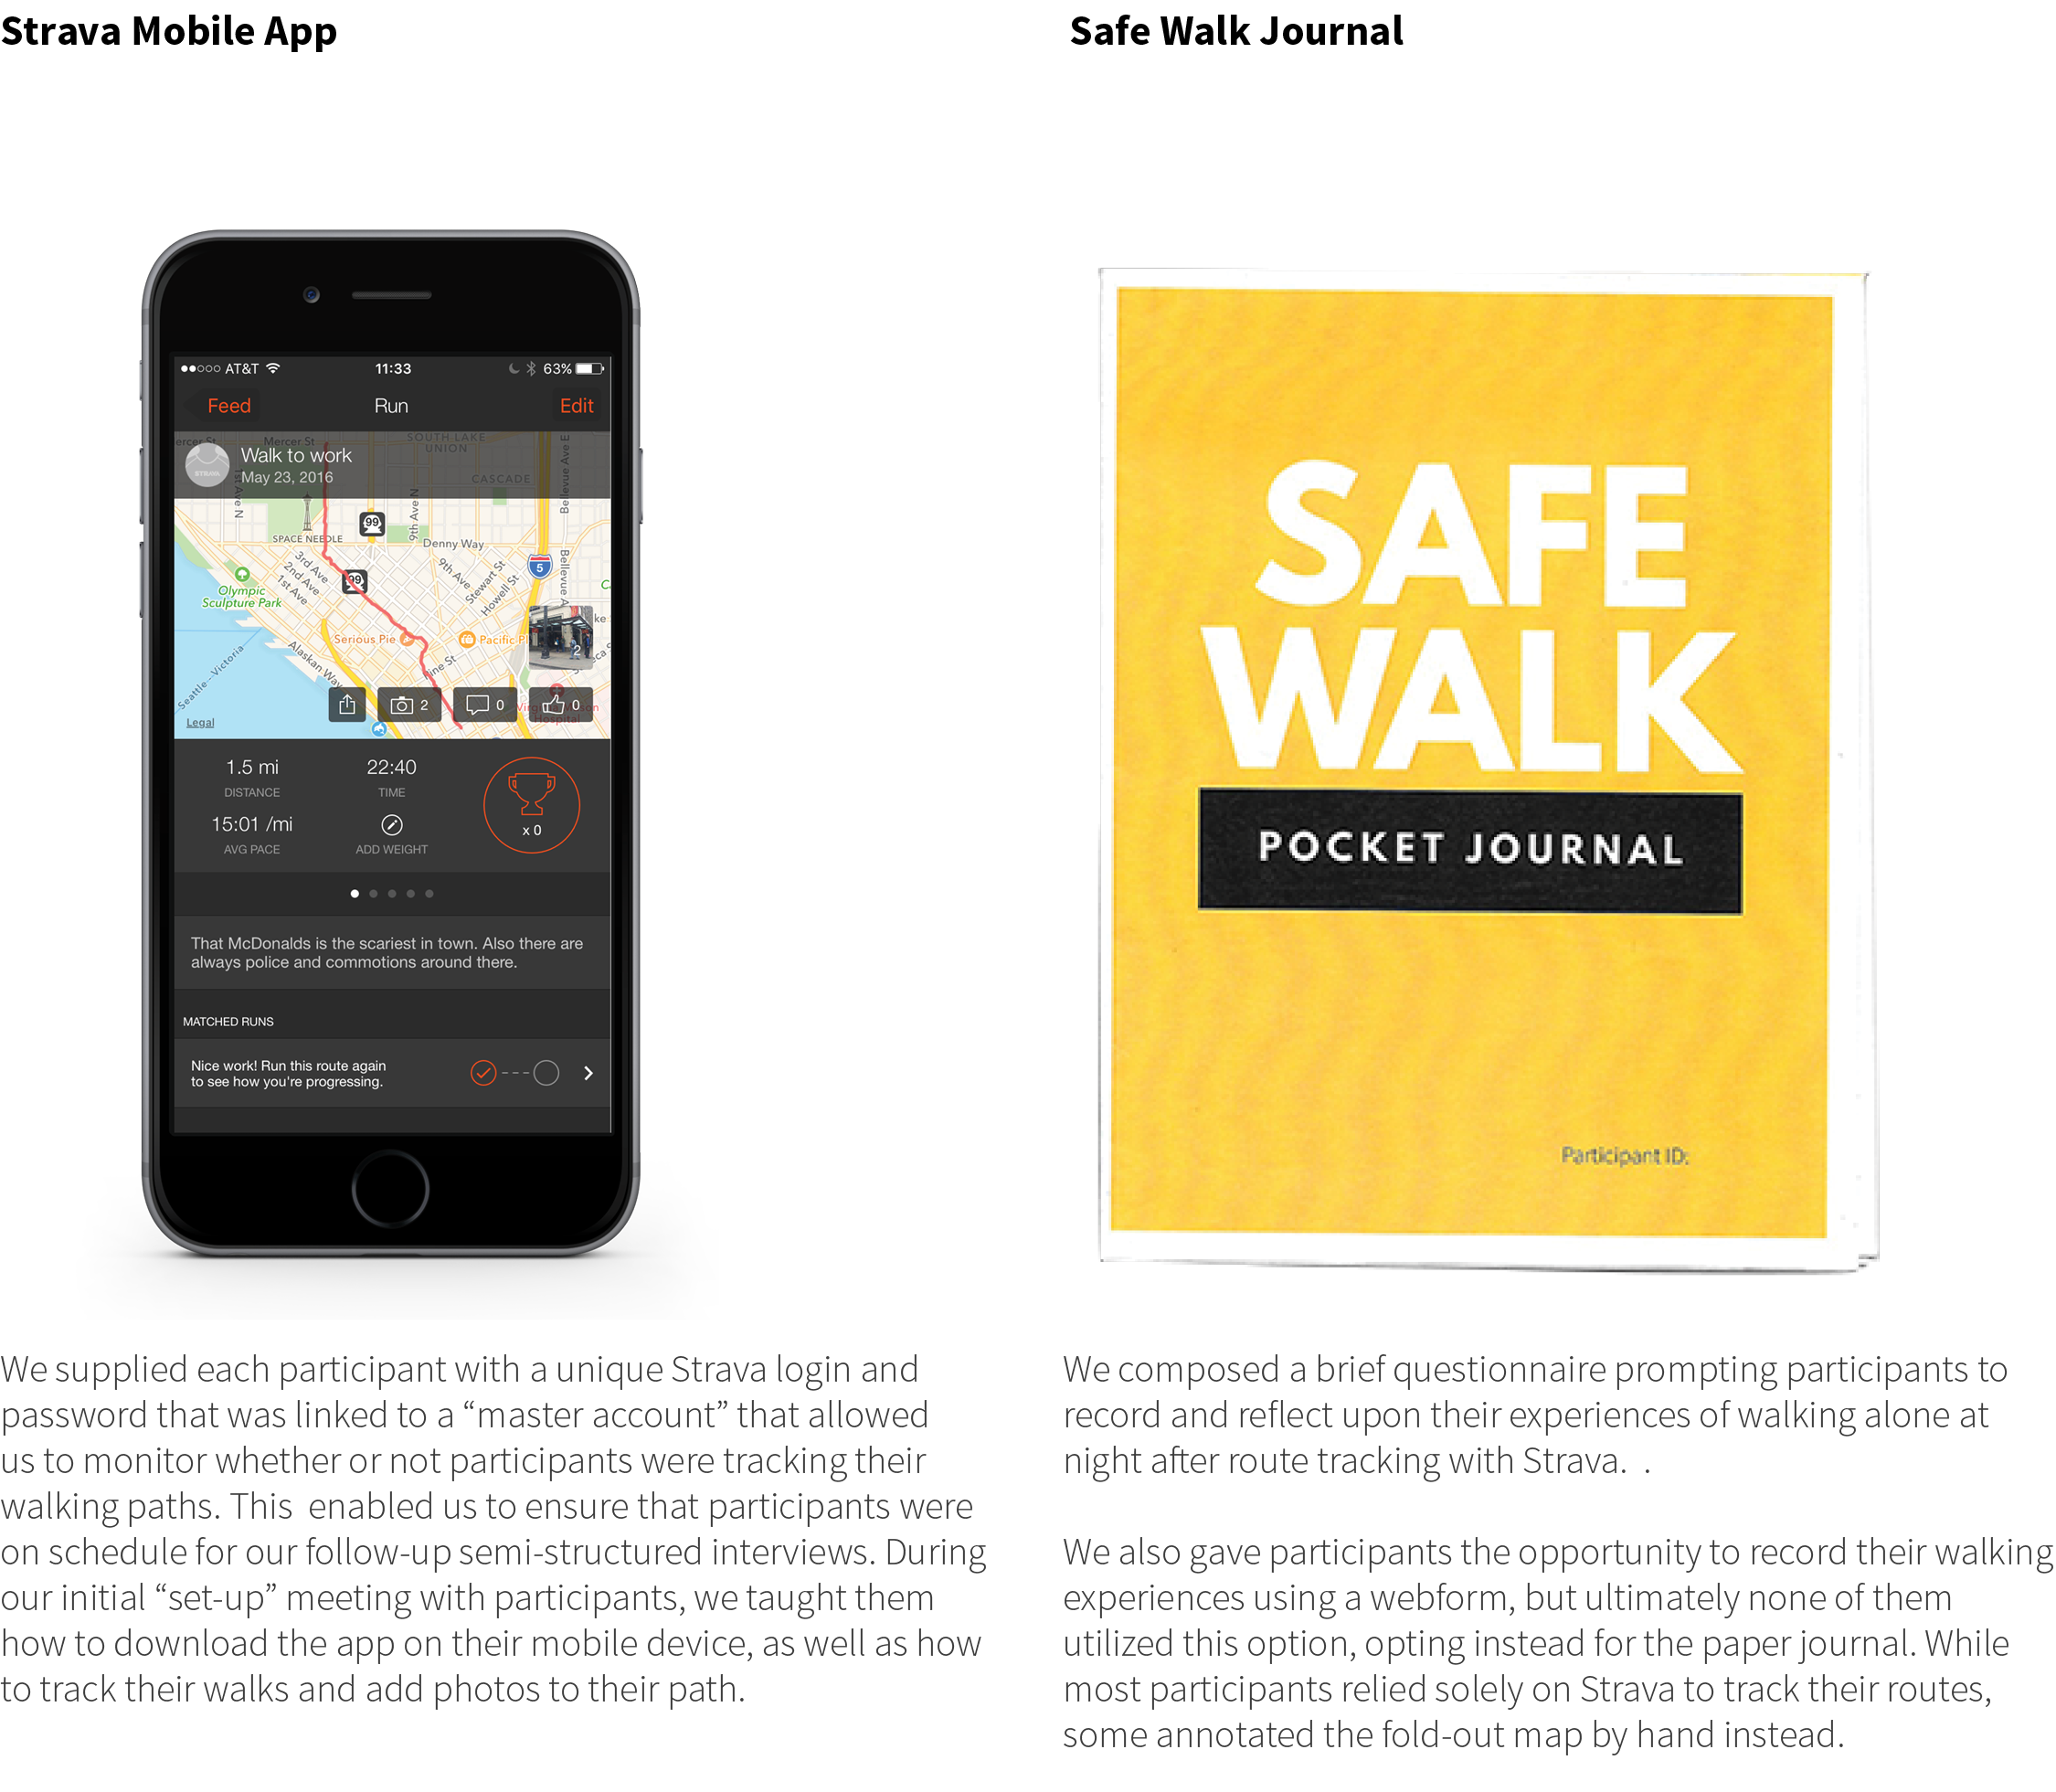 Strava Mobile App
AT&T 11:33 63%
Feed Run Edit
Mercer St
SOUTH LAKE
UNION
Walk to work
May 23, 2016
CASCADE
Bellevue Ave E
1st Ave N
9th Ave N
99
SPACE NEEDLE
Denny Way
3rd Ave
2nd Ave
1st Ave
99
9th Ave
Stewart St
Howell St
5
Olympic
Sculpture Park
Serious Pie
Pacific Pl
2
Alaskan Way
Seattle--Victoria
Legal
2 0 0
Hospital
1.5 mi 22:40
DISTANCE TIME
15:01 /mi
AVG PACE ADD WEIGHT
x 0
That McDonalds is the scariest in town. Also there are
always police and commotions around there.
MATCHED RUNS
Nice work! Run this route again
to see how you're progressing.
We supplied each participant with a unique Strava login and
password that was linked to a “master account” that allowed
us to monitor whether or not participants were tracking their
walking paths. This  enabled us to ensure that participants were
on schedule for our follow-up semi-structured interviews. During
our initial “set-up” meeting with participants, we taught them
how to download the app on their mobile device, as well as how
to track their walks and add photos to their path.
Safe Walk Journal
SAFE
WALK
POCKET JOURNAL
Participant ID:
We composed a brief questionnaire prompting participants to
record and reflect upon their experiences of walking alone at
night after route tracking with Strava.  .
We also gave participants the opportunity to record their walking
experiences using a webform, but ultimately none of them
utilized this option, opting instead for the paper journal. While
most participants relied solely on Strava to track their routes,
some annotated the fold-out map by hand instead.